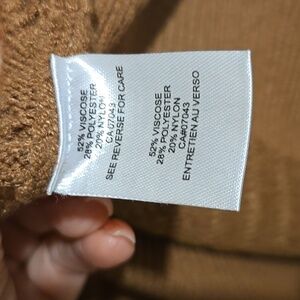 52% VISCOSE
28% POLYESTER
20% NYLON
CA 07043
SEE REVERSE FOR CARE
52% VISCOSE
28% POLYESTER
20% NYLON
CA#07043
ENTRETIEN AU VERSO